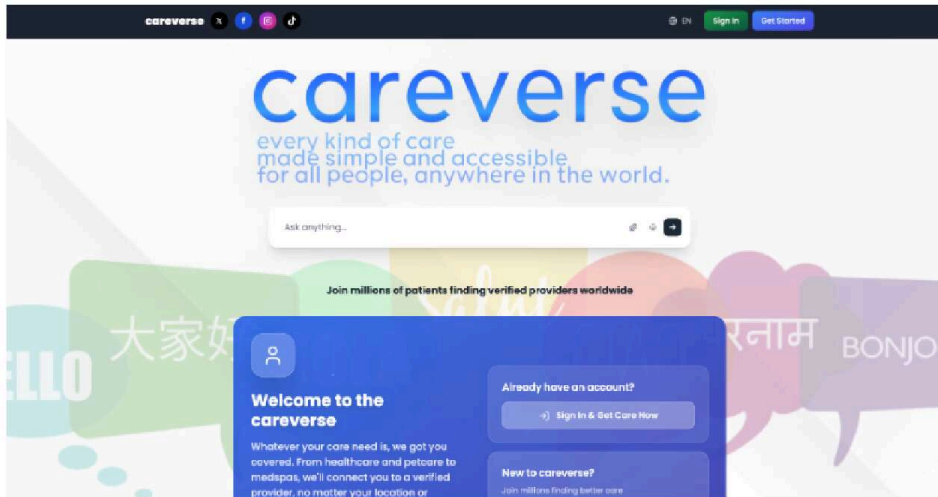 careverse
EN
Sign In
Get Started
careverse
every kind of care
made simple and accessible
for all people, anywhere in the world.
Ask anything...
Join millions of patients finding verified providers worldwide
ELLO
大家好
Salut
रनाम
BONJO
Welcome to the
careverse
Whatever your care need is, we got you
covered. From healthcare and petcare to
medspas, we'll connect you to a verified
provider, no matter your location or
Already have an account?
Sign In & Get Care Now
New to careverse?
Join millions finding better care